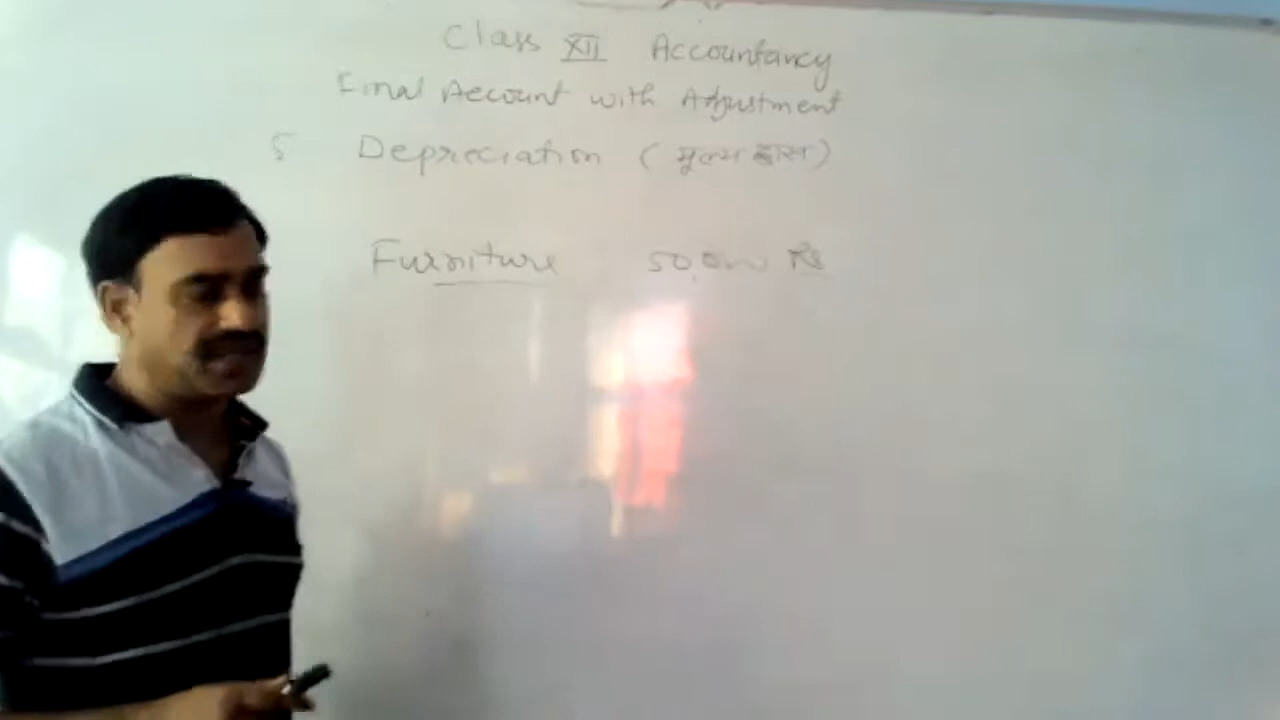 Class XII Accountancy
Final Account with Adjustment
5 Depreciation (मूल्य ह्रास)
Furniture 50,000 Rs